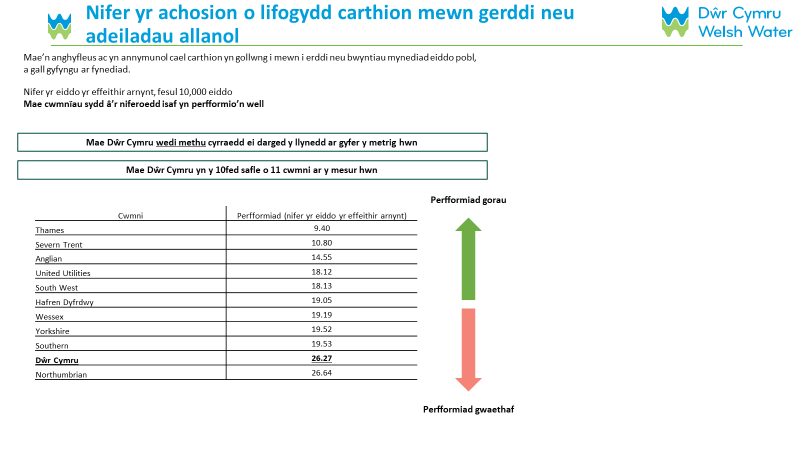 Nifer yr achosion o lifogydd carthion mewn gerddi neu
adeiladau allanol
Dŵr Cymru
Welsh Water
Mae'n anghyfleus ac yn annymunol cael carthion yn gollwng i mewn i erddi neu bwyntiau mynediad eiddo pobl,
a gall gyfyngu ar fynediad.
Nifer yr eiddo yr effeithir arnynt, fesul 10,000 eiddo
Mae cwmnïau sydd â'r niferoedd isaf yn perfformio'n well
Mae Dŵr Cymru wedi methu cyrraedd ei darged y llynedd ar gyfer y metrig hwn
Mae Dŵr Cymru yn y 10fed safle o 11 cwmni ar y mesur hwn
Perfformiad gorau
Cwmni Perfformiad (nifer yr eiddo yr effeithir arnynt)
Thames 9.40
Severn Trent 10.80
Anglian 14.55
United Utilities 18.12
South West 18.13
Hafren Dyfrdwy 19.05
Wessex 19.19
Yorkshire 19.52
Southern 19.53
Dŵr Cymru 26.27
Northumbrian 26.64
Perfformiad gwaethaf